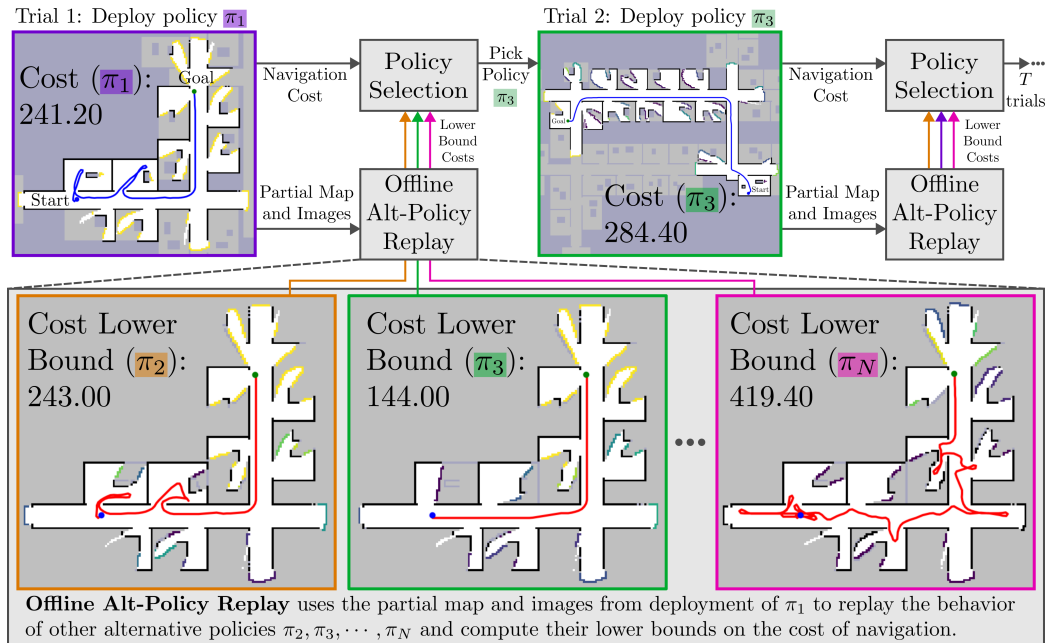 Trial 1: Deploy policy π₁
Cost (π₁):
241.20
Goal
Start
Navigation
Cost
Partial Map
and Images
Policy
Selection
Lower
Bound
Costs
Offline
Alt-Policy
Replay
Pick
Policy
π₃
Trial 2: Deploy policy π₃
Goal
Start
Cost (π₃):
284.40
Navigation
Cost
Partial Map
and Images
Policy
Selection
Lower
Bound
Costs
Offline
Alt-Policy
Replay
T
trials
Cost Lower
Bound (π₂):
243.00
Cost Lower
Bound (π₃):
144.00
Cost Lower
Bound (π_N):
419.40
Offline Alt-Policy Replay uses the partial map and images from deployment of π₁ to replay the behavior
of other alternative policies π₂, π₃, ⋯ , π_N and compute their lower bounds on the cost of navigation.